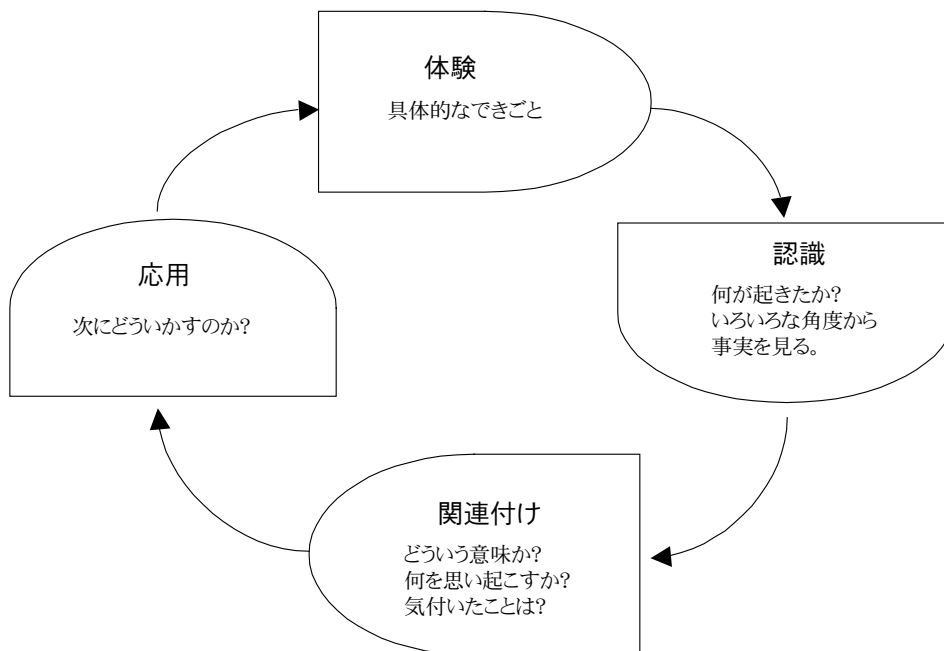 体験
具体的なできごと
認識
何が起きたか?
いろいろな角度から
事実を見る。
関連付け
どういう意味か?
何を思い起こすか?
気付いたことは?
応用
次にどういかすのか?